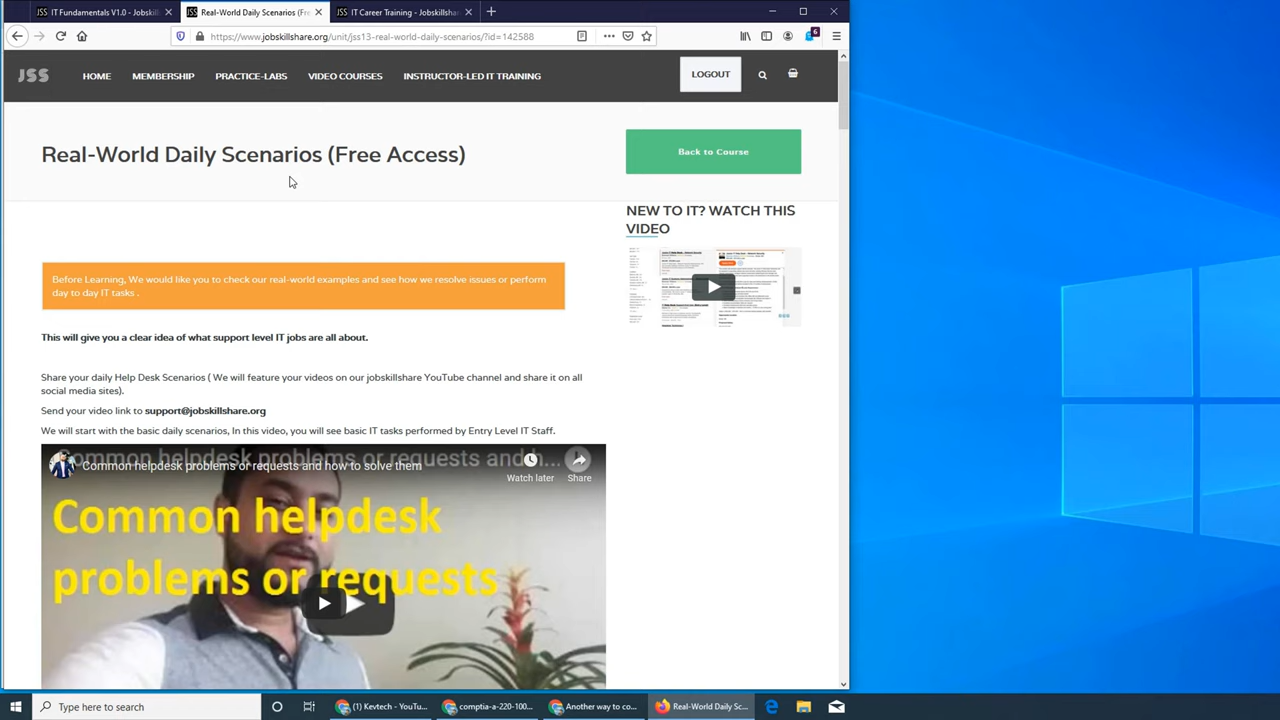 JSS IT Fundamentals V1.0 - Jobskill
JSS Real-World Daily Scenarios (Fre
JSS IT Career Training - Jobskillsha
https://www.jobskillshare.org/unit/jss13-real-world-daily-scenarios/?id=142588
6
JSS
HOME
MEMBERSHIP
PRACTICE-LABS
VIDEO COURSES
INSTRUCTOR-LED IT TRAINING
LOGOUT
Real-World Daily Scenarios (Free Access)
Back to Course
NEW TO IT? WATCH THIS
VIDEO
Before Learning, We would like you to check our real-world examples and see how we resolve issues or perform
day to day IT tasks .
This will give you a clear idea of what support level IT jobs are all about.
Share your daily Help Desk Scenarios ( We will feature your videos on our jobskillshare YouTube channel and share it on all
social media sites).
Send your video link to support@jobskillshare.org
We will start with the basic daily scenarios, In this video, you will see basic IT tasks performed by Entry Level IT Staff.
Common helpdesk problems or requests and how to solve them
Watch later
Share
Common helpdesk
problems or requests
Type here to search
(1) Kevtech - YouTu...
comptia-a-220-100...
Another way to co...
Real-World Daily Sc...